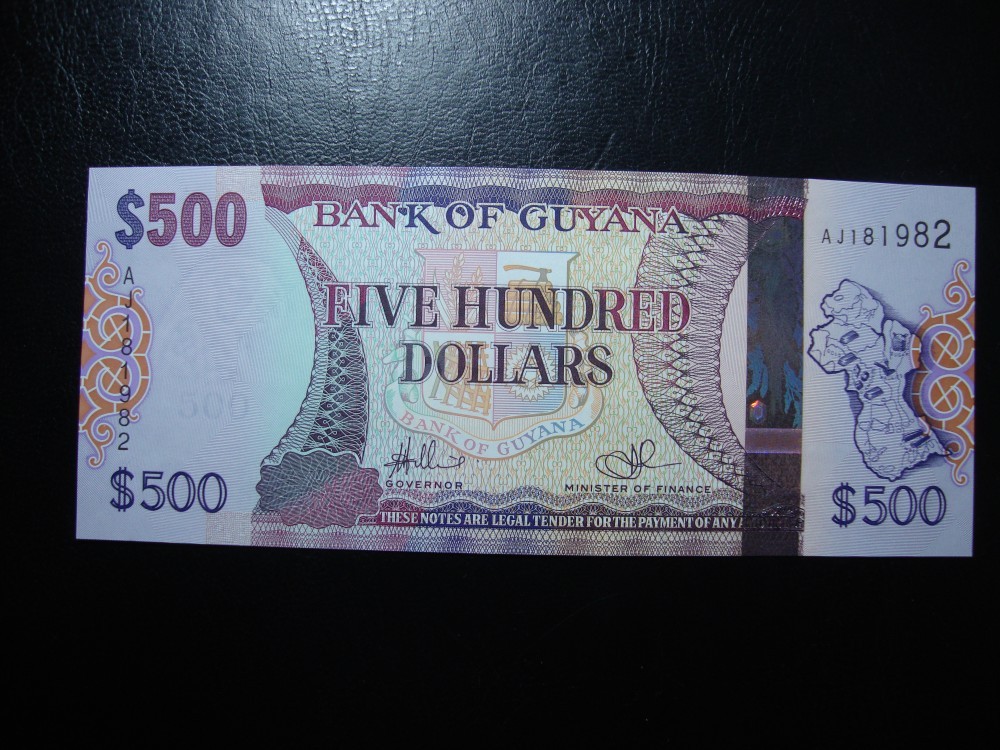 $500
BANK OF GUYANA
AJ181982
AJ181982
500
FIVE HUNDRED
DOLLARS
BANK OF GUYANA
GOVERNOR
MINISTER OF FINANCE
$500
$500
THESE NOTES ARE LEGAL TENDER FOR THE PAYMENT OF ANY